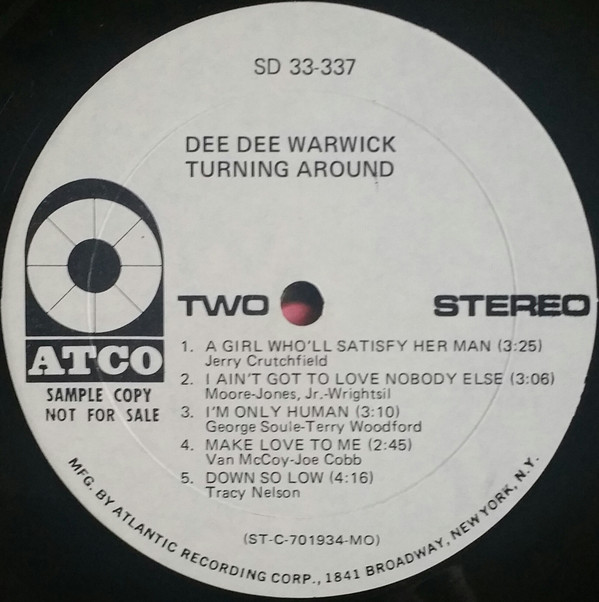 SD 33-337
DEE DEE WARWICK
TURNING AROUND
TWO STEREO
ATCO
SAMPLE COPY
NOT FOR SALE
1. A GIRL WHO'LL SATISFY HER MAN (3:25)
Jerry Crutchfield
2. I AIN'T GOT TO LOVE NOBODY ELSE (3:06)
Moore-Jones, Jr.-Wrightsil
3. I'M ONLY HUMAN (3:10)
George Soule-Terry Woodford
4. MAKE LOVE TO ME (2:45)
Van McCoy-Joe Cobb
5. DOWN SO LOW (4:16)
Tracy Nelson
(ST-C-701934-MO)
MFG. BY ATLANTIC RECORDING CORP., 1841 BROADWAY, NEW YORK, N.Y.